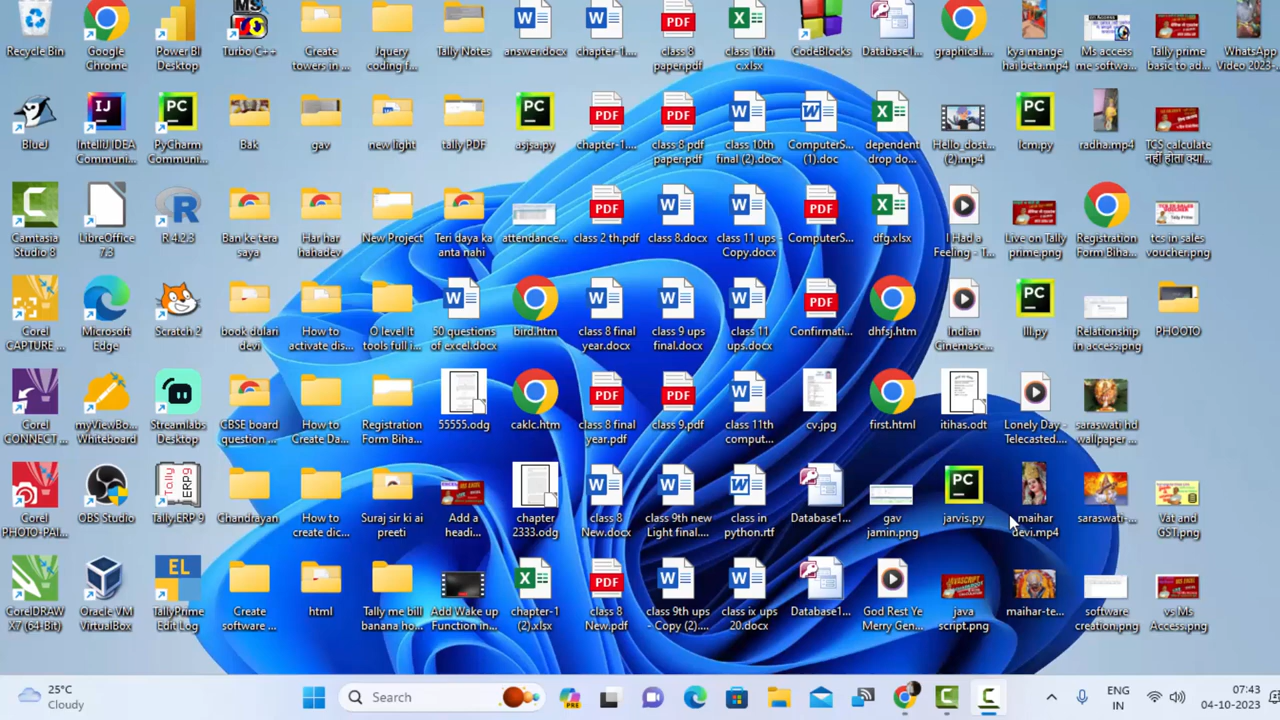 Recycle Bin
Google Chrome
Power BI Desktop
Turbo C++
Create towers in ...
Jquery coding f...
Tally Notes
answer.docx
chapter-1....
class 8 paper.pdf
class 10th c.xlsx
CodeBlocks
Database1...
graphical....
kya mange hai beta.mp4
Ms access me softwa...
Tally prime basic to ad...
WhatsApp Video 2023-...
BlueJ
IntelliJ IDEA Communi...
PyCharm Communi...
Bak
gav
new light
tally PDF
asjsa.py
chapter-1....
class 8 pdf paper.pdf
class 10th final (2).docx
ComputerS... (1).doc
dependent drop do...
Hello_dost... (2).mp4
lcm.py
radha.mp4
TCS calculate नहीं होता क्या...
Camtasia Studio 8
LibreOffice 7.3
R 4.2.3
Ban ke tera saya
Har har hahadev
New Project
Teri daya ka anta nahi
attendance...
class 2 th.pdf
class 8.docx
class 11 ups - Copy.docx
ComputerS...
dfg.xlsx
I Had a Feeling - T...
Live on Tally prime.png
Registration Form Biha...
tcs in sales voucher.png
Corel CAPTURE ...
Microsoft Edge
Scratch 2
book dulari devi
How to activate dis...
O level It tools full i...
50 questions of excel.docx
bird.htm
class 8 final year.docx
class 9 ups final.docx
class 11 ups.docx
Confirmati...
dhfsj.htm
Indian Cinemasc...
llll.py
Relationship in access.png
PHOOTO
Corel CONNECT ...
myViewBoa... Whiteboard
Streamlabs Desktop
CBSE board question ...
How to Create Da...
Registration Form Biha...
55555.odg
caklc.htm
class 8 final year.pdf
class 9.pdf
class 11th comput...
cv.jpg
first.html
itihas.odt
Lonely Day - Telecasted....
saraswati hd wallpaper ...
Corel PHOTO-PAI...
OBS Studio
Tally.ERP 9
Chandrayan
How to create dic...
Suraj sir ki ai preeti
Add a headi...
chapter 2333.odg
class 8 New.docx
class 9th new Light final....
class in python.rtf
Database1...
gav jamin.png
jarvis.py
maihar devi.mp4
saraswati-...
Vat and GST.png
CorelDRAW X7 (64-Bit)
Oracle VM VirtualBox
TallyPrime Edit Log
Create software ...
html
Tally me bill banana ho...
Add Wake up Function in...
chapter-1 (2).xlsx
class 8 New.pdf
class 9th ups - Copy (2)....
class ix ups 20.docx
Database1...
God Rest Ye Merry Gen...
java script.png
maihar-te...
software creation.png
vs Ms Access.png
25°C
Cloudy
Search
ENG
IN
07:43
04-10-2023